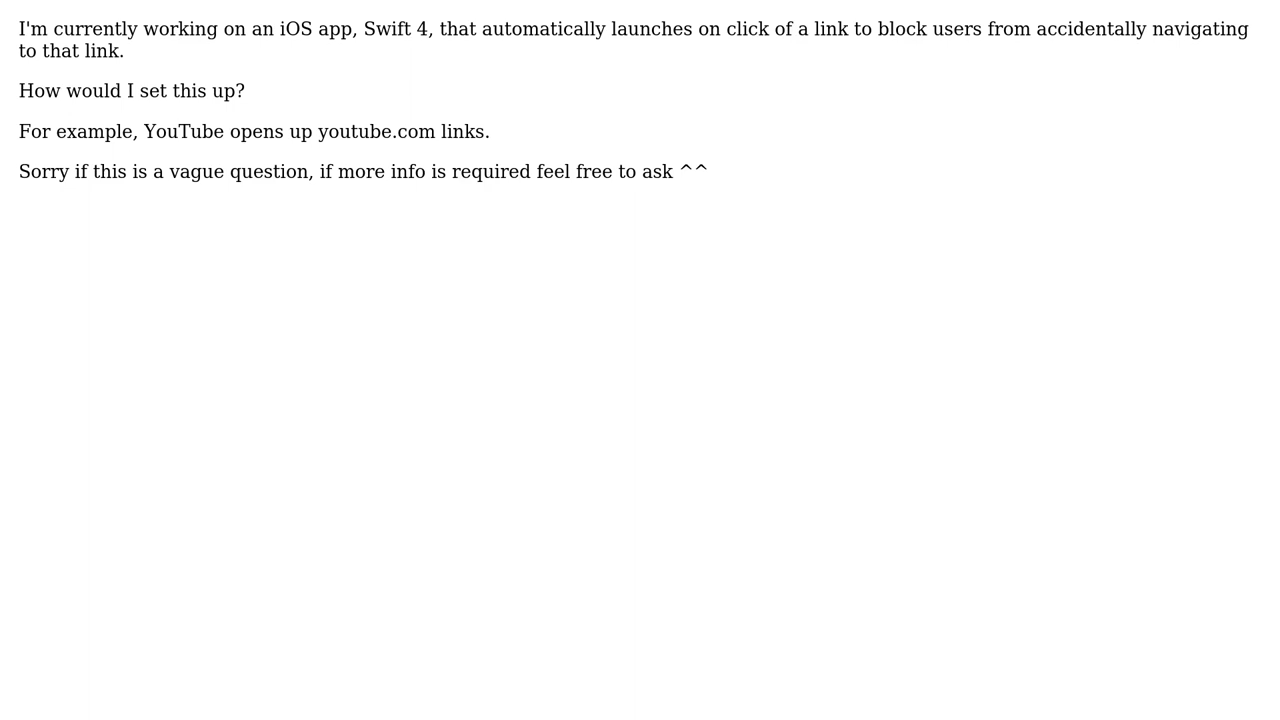 I'm currently working on an iOS app, Swift 4, that automatically launches on click of a link to block users from accidentally navigating
to that link.
How would I set this up?
For example, YouTube opens up youtube.com links.
Sorry if this is a vague question, if more info is required feel free to ask ^^